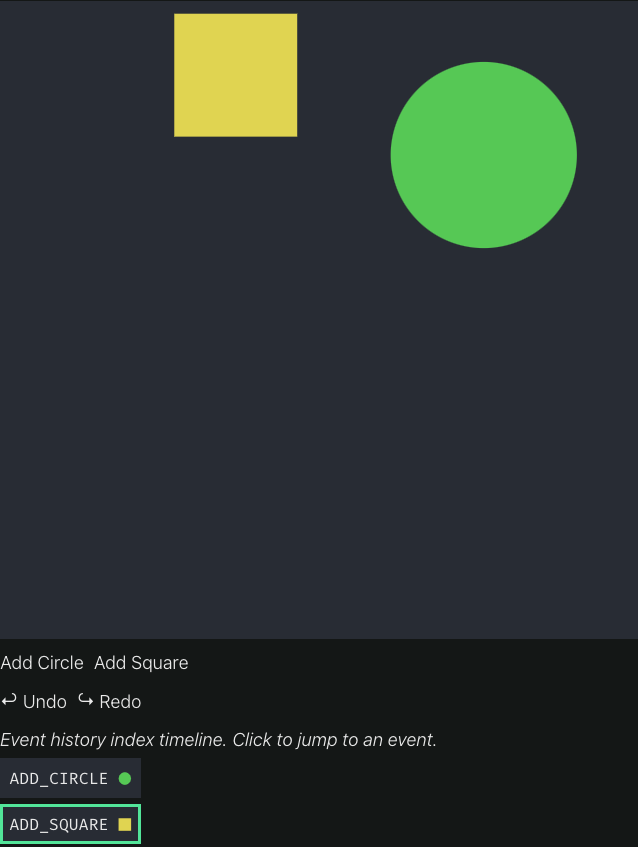 Add Circle Add Square
↩ Undo ↪ Redo
Event history index timeline. Click to jump to an event.
ADD_CIRCLE
ADD_SQUARE